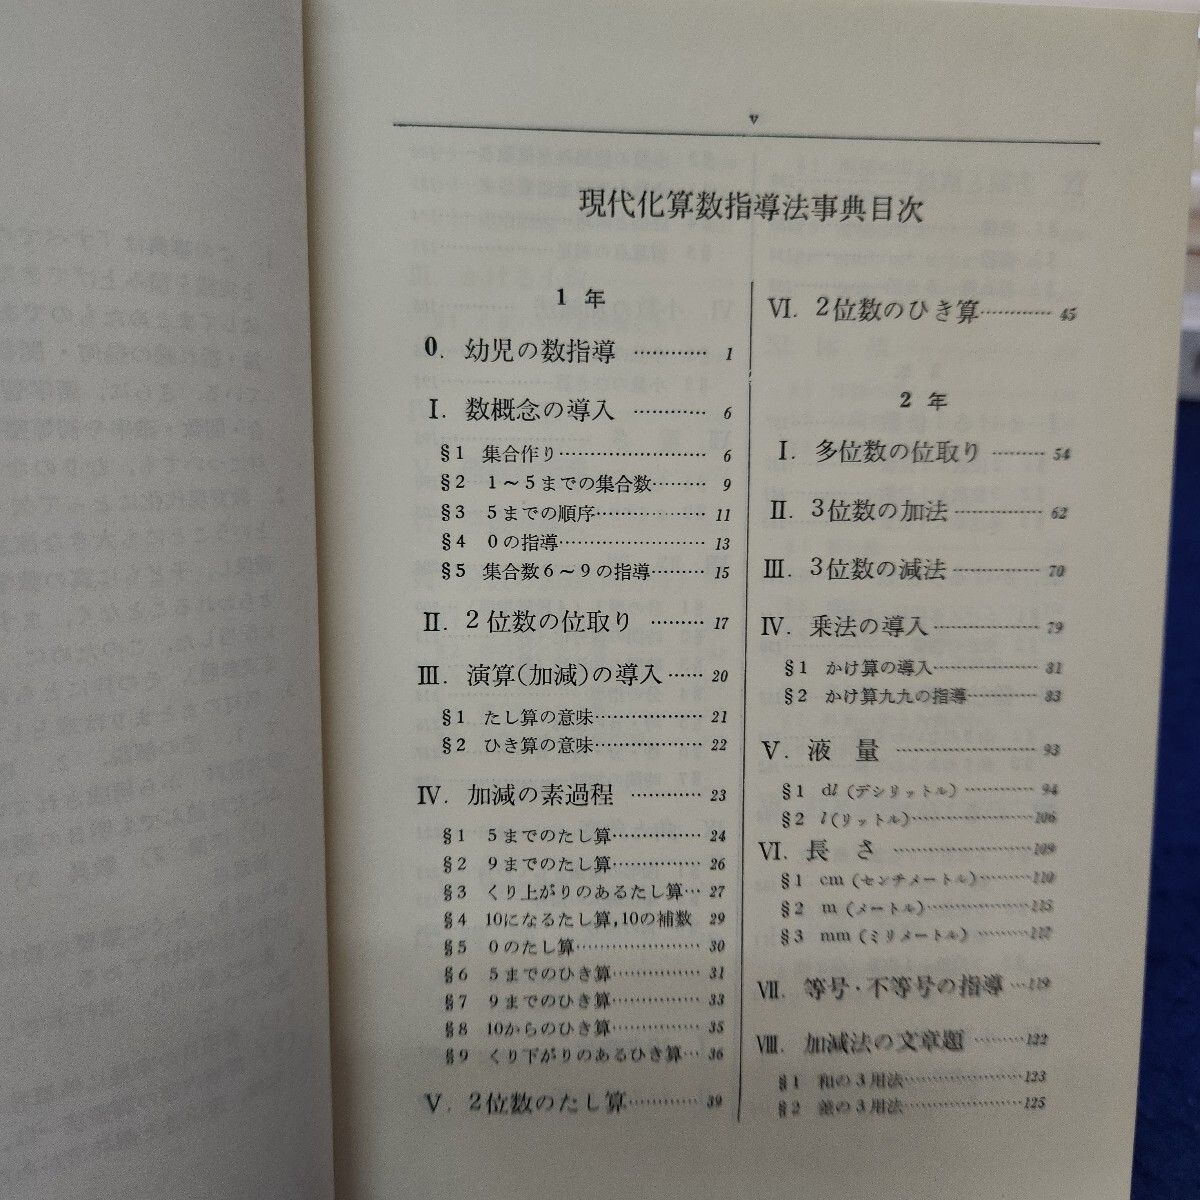 v
現代化算数指導法事典目次
1 年
0. 幼児の数指導 ………… 1
Ⅰ. 数概念の導入 ………… 6
§1 集合作り…………………… 6
§2 1～5までの集合数……… 9
§3 5までの順序……………… 11
§4 0の指導…………………… 13
§5 集合数6～9の指導……… 15
Ⅱ. 2位数の位取り ……… 17
Ⅲ. 演算(加減)の導入…… 20
§1 たし算の意味……………… 21
§2 ひき算の意味……………… 22
Ⅳ. 加減の素過程 ………… 23
§1 5までのたし算…………… 24
§2 9までのたし算…………… 26
§3 くり上がりのあるたし算… 27
§4 10になるたし算,10の補数 29
§5 0のたし算………………… 30
§6 5までのひき算…………… 31
§7 9までのひき算…………… 33
§8 10からのひき算…………… 35
§9 くり下がりのあるひき算… 36
Ⅴ. 2位数のたし算………… 39
Ⅵ. 2位数のひき算………… 45
2 年
Ⅰ. 多位数の位取り ……… 54
Ⅱ. 3位数の加法…………… 62
Ⅲ. 3位数の減法…………… 70
Ⅳ. 乗法の導入……………… 79
§1 かけ算の導入……………… 81
§2 かけ算九九の指導………… 83
Ⅴ. 液 量 ………………… 93
§1 dl (デシリットル) ………… 94
§2 l (リットル)……………… 106
Ⅵ. 長 さ ………………… 109
§1 cm (センチメートル)……… 110
§2 m (メートル)……………… 115
§3 mm (ミリメートル) ……… 117
Ⅶ. 等号・不等号の指導 … 119
Ⅷ. 加減法の文章題 ……… 122
§1 和の3用法………………… 123
§2 差の3用法………………… 125